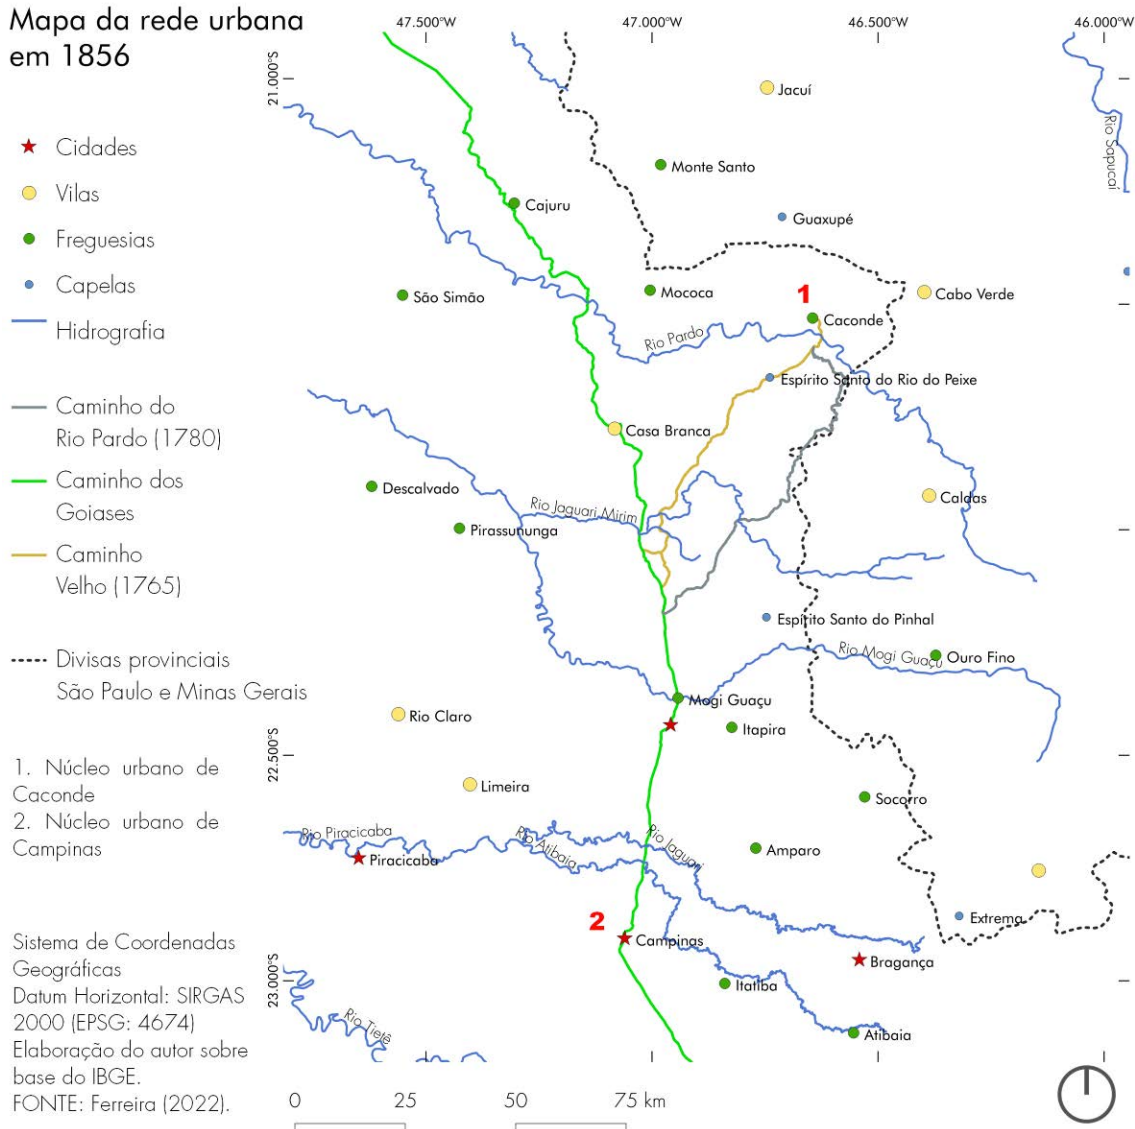 Mapa da rede urbana
em 1856
Cidades
Vilas
Freguesias
Capelas
Hidrografia
Caminho do
Rio Pardo (1780)
Caminho dos
Goiases
Caminho
Velho (1765)
Divisas provinciais
São Paulo e Minas Gerais
1. Núcleo urbano de
Caconde
2. Núcleo urbano de
Campinas
Sistema de Coordenadas
Geográficas
Datum Horizontal: SIRGAS
2000 (EPSG: 4674)
Elaboração do autor sobre
base do IBGE.
FONTE: Ferreira (2022).
47.500°W
47.000°W
46.500°W
46.000°W
21.000°S
22.500°S
23.000°S
Jacuí
Rio Sapucaí
Monte Santo
Cajuru
Guaxupé
São Simão
Mococa
1
Cabo Verde
Caconde
Rio Pardo
Espírito Santo do Rio do Peixe
Casa Branca
Descalvado
Caldas
Rio Jaguari Mirim
Pirassununga
Espírito Santo do Pinhal
Rio Mogi Guaçu
Ouro Fino
Mogi Guaçu
Rio Claro
Itapira
Limeira
Socorro
Rio Piracicaba
Rio Atibaia
Rio Jaguari
Piracicaba
Amparo
2
Extrema
Campinas
Bragança
Itatiba
Rio Tietê
Atibaia
0 25 50 75 km